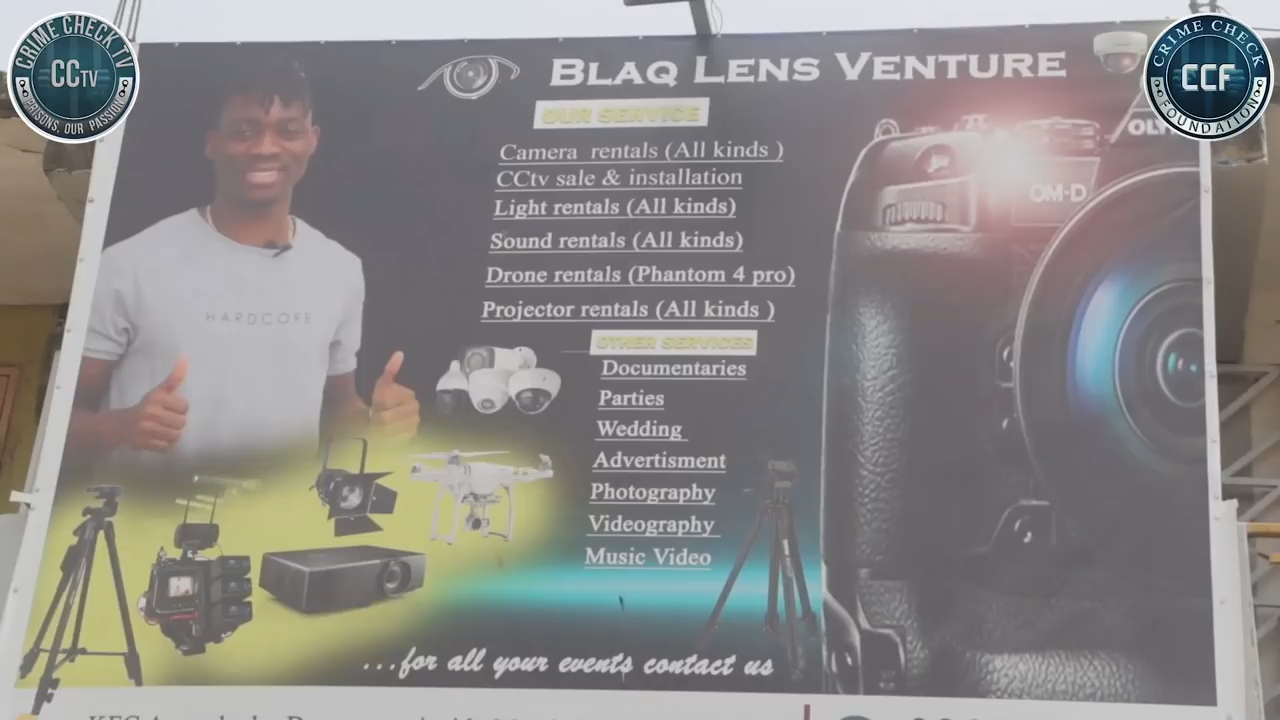 CRIME CHECK TV
CCTV
PRISONS, OUR PASSION
CRIME CHECK
CCF
FOUNDATION
BLAQ LENS VENTURE
OUR SERVICE
Camera rentals (All kinds )
CCtv sale & installation
Light rentals (All kinds)
Sound rentals (All kinds)
Drone rentals (Phantom 4 pro)
Projector rentals (All kinds )
OTHER SERVICES
Documentaries
Parties
Wedding
Advertisment
Photography
Videography
Music Video
...for all your events contact us
HARDCORE
OM-D